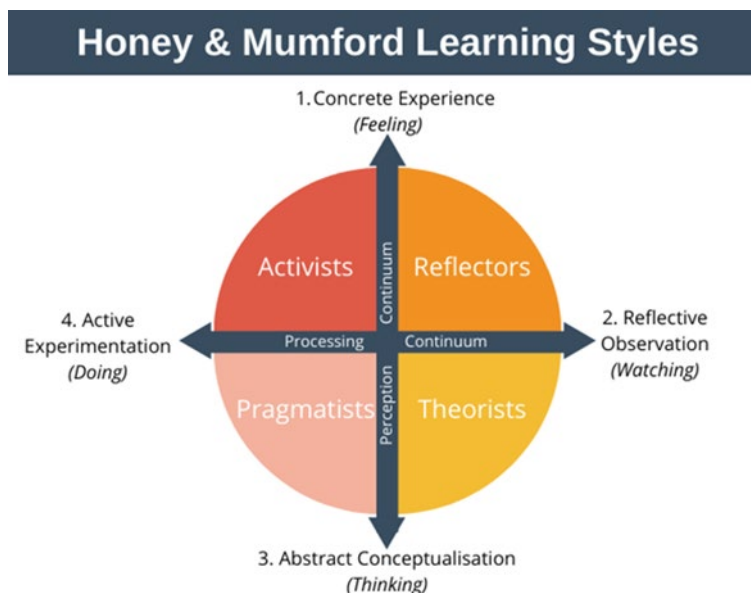 Honey & Mumford Learning Styles
1. Concrete Experience
(Feeling)
Activists
Reflectors
Continuum
4. Active
Experimentation
(Doing)
Processing
Continuum
2. Reflective
Observation
(Watching)
Perception
Pragmatists
Theorists
3. Abstract Conceptualisation
(Thinking)